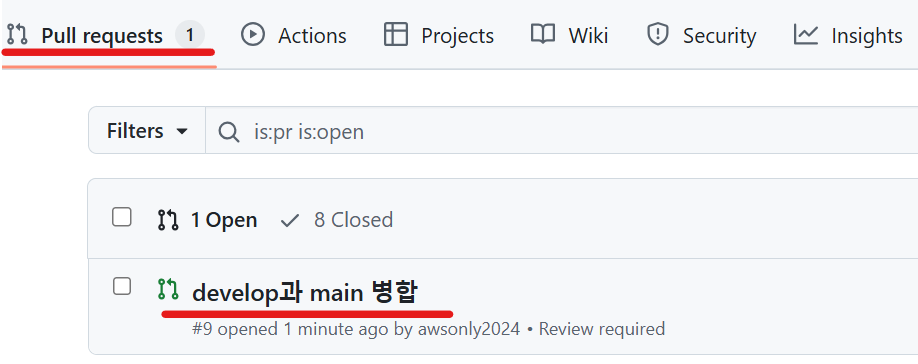 Pull requests 1 Actions Projects Wiki Security Insights
Filters is:pr is:open
1 Open 8 Closed
develop과 main 병합
#9 opened 1 minute ago by awsonly2024 • Review required